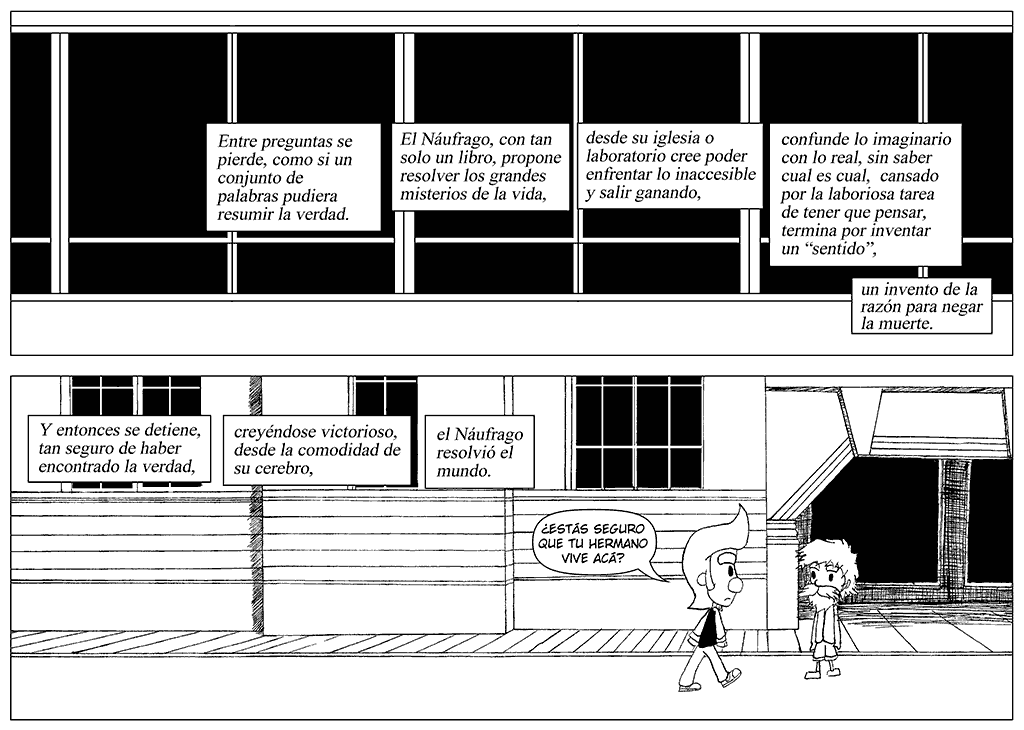 Entre preguntas se
pierde, como si un
conjunto de
palabras pudiera
resumir la verdad.
El Náufrago, con tan
solo un libro, propone
resolver los grandes
misterios de la vida,
desde su iglesia o
laboratorio cree poder
enfrentar lo inaccesible
y salir ganando,
confunde lo imaginario
con lo real, sin saber
cual es cual, cansado
por la laboriosa tarea
de tener que pensar,
termina por inventar
un “sentido”,
un invento de la
razón para negar
la muerte.
Y entonces se detiene,
tan seguro de haber
encontrado la verdad,
creyéndose victorioso,
desde la comodidad de
su cerebro,
el Náufrago
resolvió el
mundo.
¿ESTÁS SEGURO
QUE TU HERMANO
VIVE ACÁ?